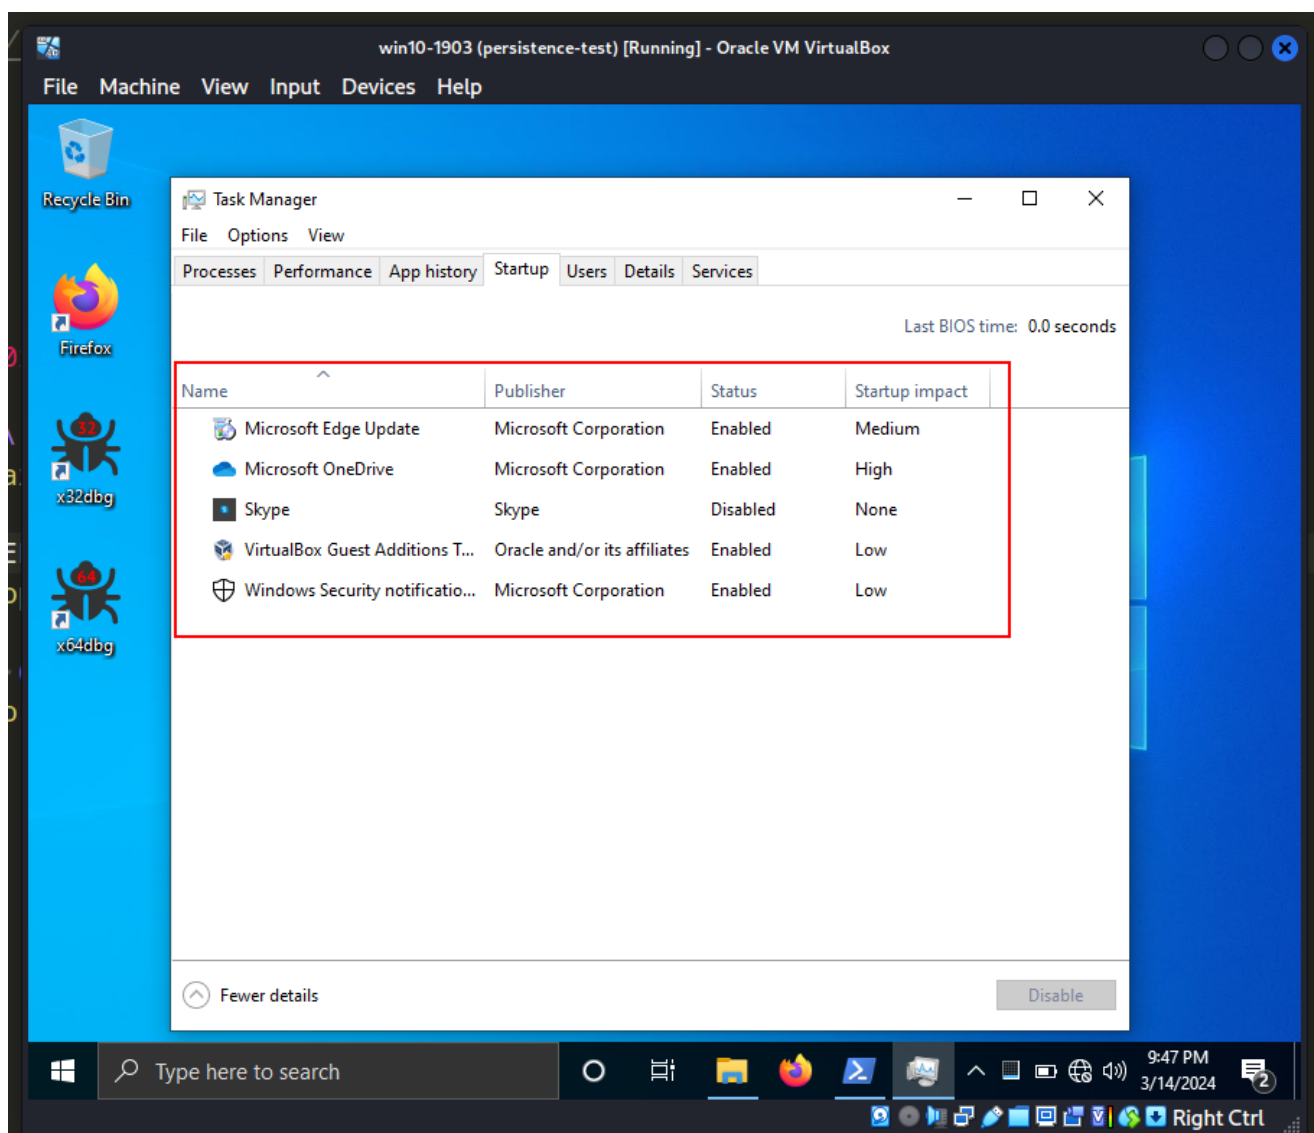 win10-1903 (persistence-test) [Running] - Oracle VM VirtualBox
File Machine View Input Devices Help
Recycle Bin
Task Manager
File Options View
Processes Performance App history Startup Users Details Services
Last BIOS time: 0.0 seconds
Firefox
Name Publisher Status Startup impact
Microsoft Edge Update Microsoft Corporation Enabled Medium
Microsoft OneDrive Microsoft Corporation Enabled High
32
x32dbg
Skype Skype Disabled None
VirtualBox Guest Additions T... Oracle and/or its affiliates Enabled Low
Windows Security notificatio... Microsoft Corporation Enabled Low
64
x64dbg
Fewer details Disable
Type here to search
9:47 PM
3/14/2024
2
Right Ctrl